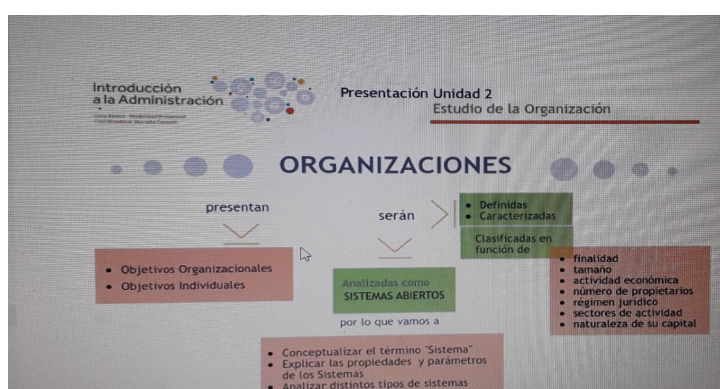 Introducción
a la Administración
Presentación Unidad 2
Estudio de la Organización
ORGANIZACIONES
presentan
serán
• Definidas
• Caracterizadas
Clasificadas en
función de
• Objetivos Organizacionales
• Objetivos Individuales
Analizadas como
SISTEMAS ABIERTOS
• finalidad
• tamaño
• actividad económica
• número de propietarios
• régimen jurídico
• sectores de actividad
• naturaleza de su capital
por lo que vamos a
• Conceptualizar el término "Sistema"
• Explicar las propiedades y parámetros
de los Sistemas
• Analizar distintos tipos de sistemas